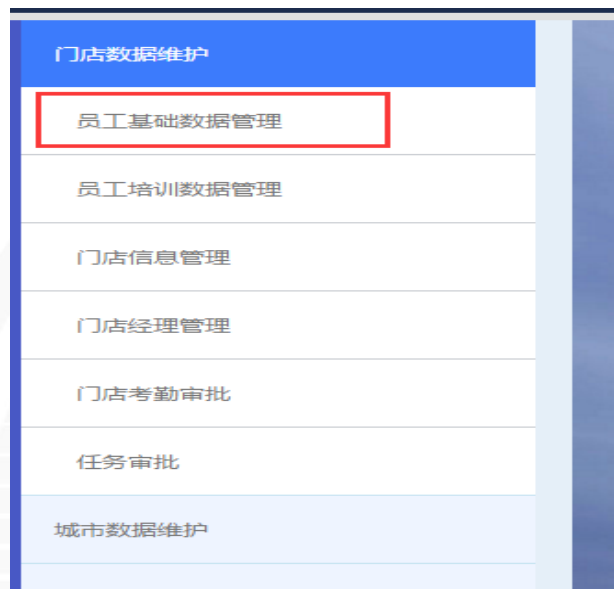 门店数据维护
员工基础数据管理
员工培训数据管理
门店信息管理
门店经理管理
门店考勤审批
任务审批
城市数据维护